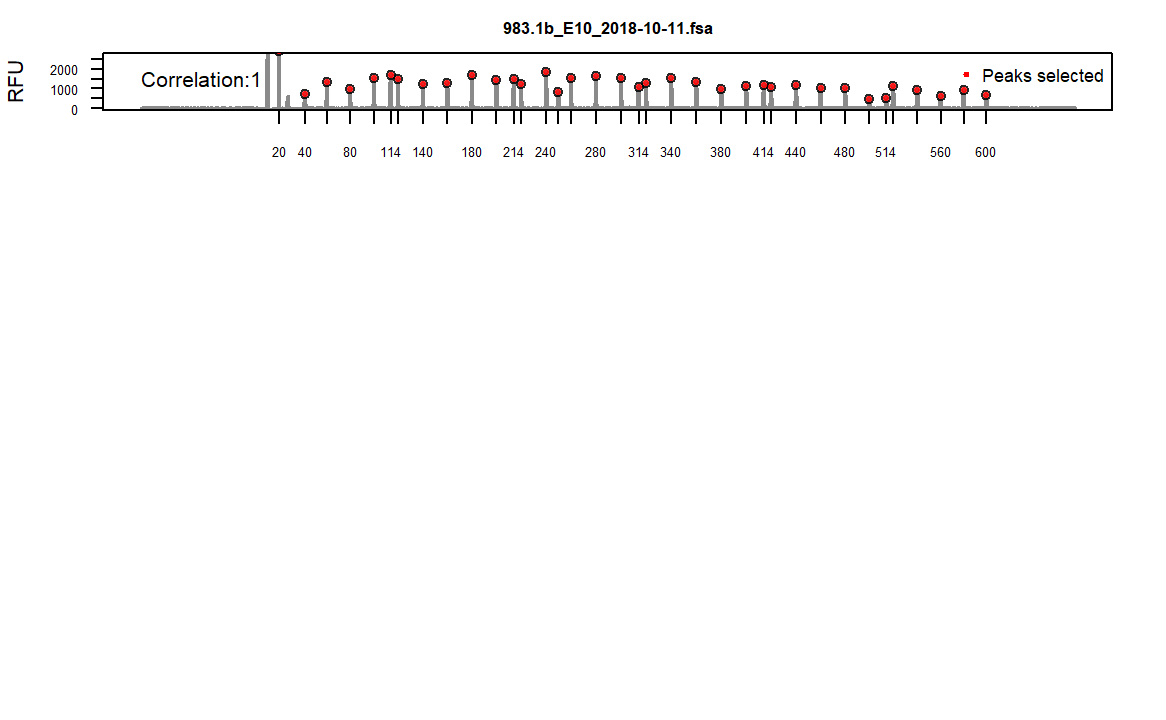 983.1b_E10_2018-10-11.fsa
RFU
2000
1000
0
Correlation:1
Peaks selected
20 40 80 114 140 180 214 240 280 314 340 380 414 440 480 514 560 600